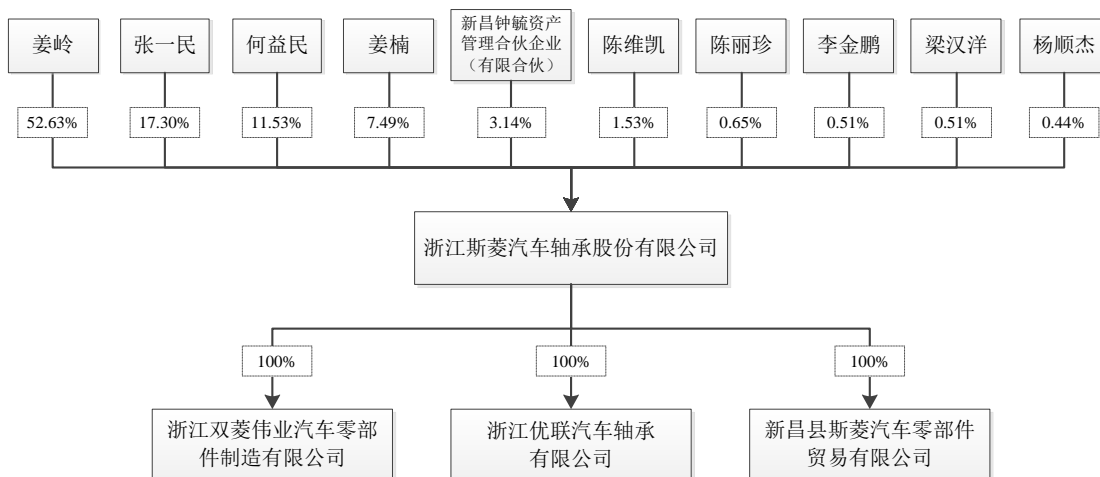 姜岭
张一民
何益民
姜楠
新昌钟毓资产
管理合伙企业
（有限合伙）
陈维凯
陈丽珍
李金鹏
梁汉洋
杨顺杰
52.63%
17.30%
11.53%
7.49%
3.14%
1.53%
0.65%
0.51%
0.51%
0.44%
浙江斯菱汽车轴承股份有限公司
100%
100%
100%
浙江双菱伟业汽车零部
件制造有限公司
浙江优联汽车轴承
有限公司
新昌县斯菱汽车零部件
贸易有限公司